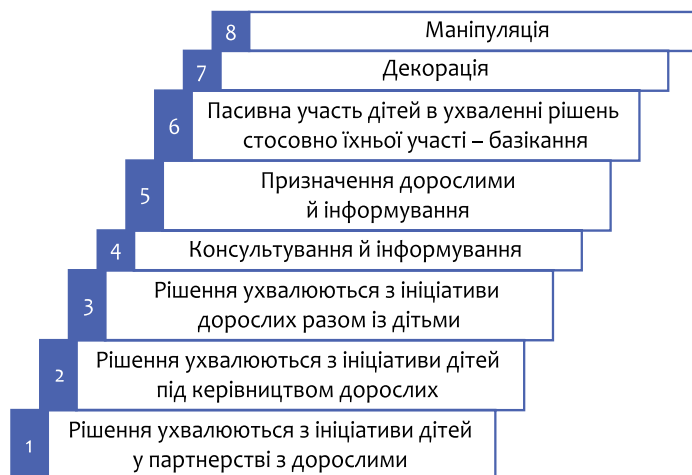 8
Маніпуляція
7
Декорація
6
Пасивна участь дітей в ухваленні рішень
стосовно їхньої участі – базікання
5
Призначення дорослими
й інформування
4
Консультування й інформування
3
Рішення ухвалюються з ініціативи
дорослих разом із дітьми
2
Рішення ухвалюються з ініціативи дітей
під керівництвом дорослих
1
Рішення ухвалюються з ініціативи дітей
у партнерстві з дорослими